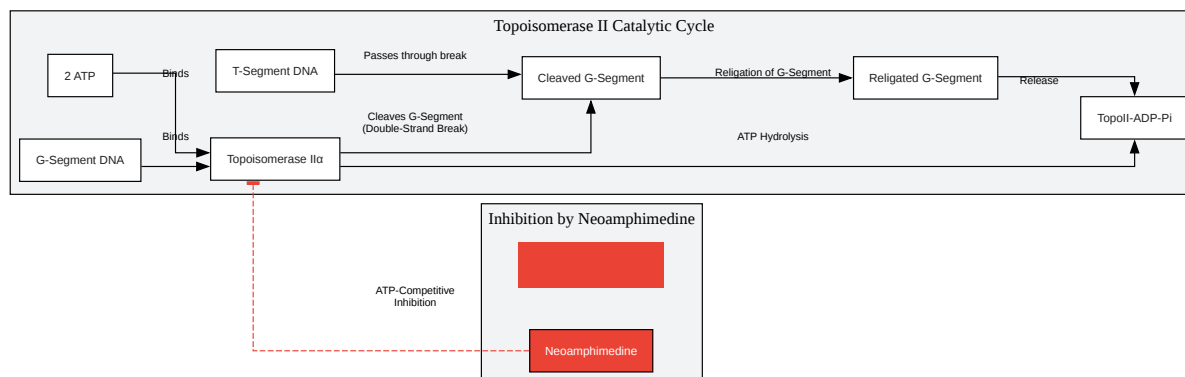 Topoisomerase II Catalytic Cycle
2 ATP
Binds
T-Segment DNA
Passes through break
Cleaved G-Segment
Religation of G-Segment
Religated G-Segment
Release
TopoII-ADP-Pi
Cleaves G-Segment
(Double-Strand Break)
ATP Hydrolysis
Binds
G-Segment DNA
Topoisomerase IIα
Inhibition by Neoamphimedine
ATP-Competitive
Inhibition
Neoamphimedine